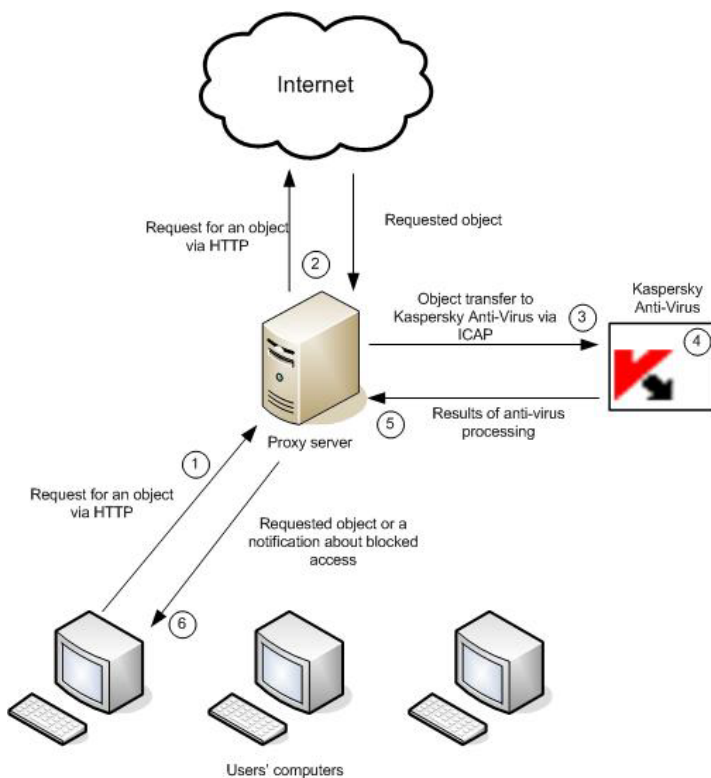 Internet
Request for an object
via HTTP
Requested object
2
Object transfer to
Kaspersky Anti-Virus via
ICAP
3
Kaspersky
Anti-Virus
4
Results of anti-virus
processing
5
Proxy server
1
Request for an object
via HTTP
Requested object or a
notification about blocked
access
6
Users' computers